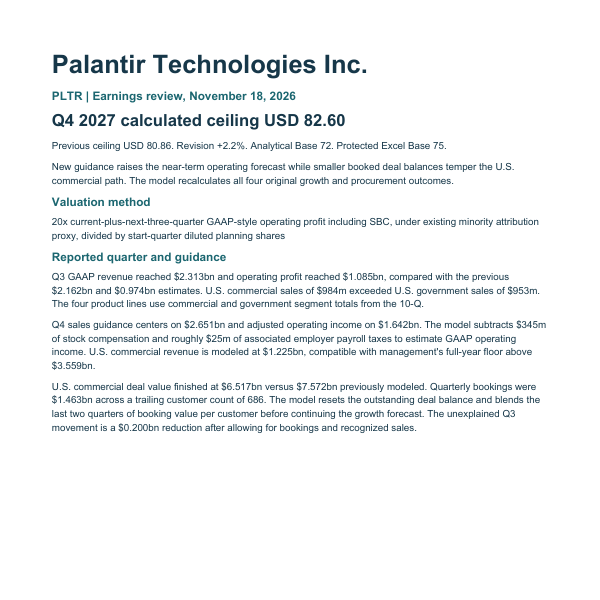 Palantir Technologies Inc.
PLTR | Earnings review, November 18, 2026
Q4 2027 calculated ceiling USD 82.60
Previous ceiling USD 80.86. Revision +2.2%. Analytical Base 72. Protected Excel Base 75.
New guidance raises the near-term operating forecast while smaller booked deal balances temper the U.S.
commercial path. The model recalculates all four original growth and procurement outcomes.
Valuation method
20x current-plus-next-three-quarter GAAP-style operating profit including SBC, under existing minority attribution
proxy, divided by start-quarter diluted planning shares
Reported quarter and guidance
Q3 GAAP revenue reached $2.313bn and operating profit reached $1.085bn, compared with the previous
$2.162bn and $0.974bn estimates. U.S. commercial sales of $984m exceeded U.S. government sales of $953m.
The four product lines use commercial and government segment totals from the 10-Q.
Q4 sales guidance centers on $2.651bn and adjusted operating income on $1.642bn. The model subtracts $345m
of stock compensation and roughly $25m of associated employer payroll taxes to estimate GAAP operating
income. U.S. commercial revenue is modeled at $1.225bn, compatible with management's full-year floor above
$3.559bn.
U.S. commercial deal value finished at $6.517bn versus $7.572bn previously modeled. Quarterly bookings were
$1.463bn across a trailing customer count of 686. The model resets the outstanding deal balance and blends the
last two quarters of booking value per customer before continuing the growth forecast. The unexplained Q3
movement is a $0.200bn reduction after allowing for bookings and recognized sales.